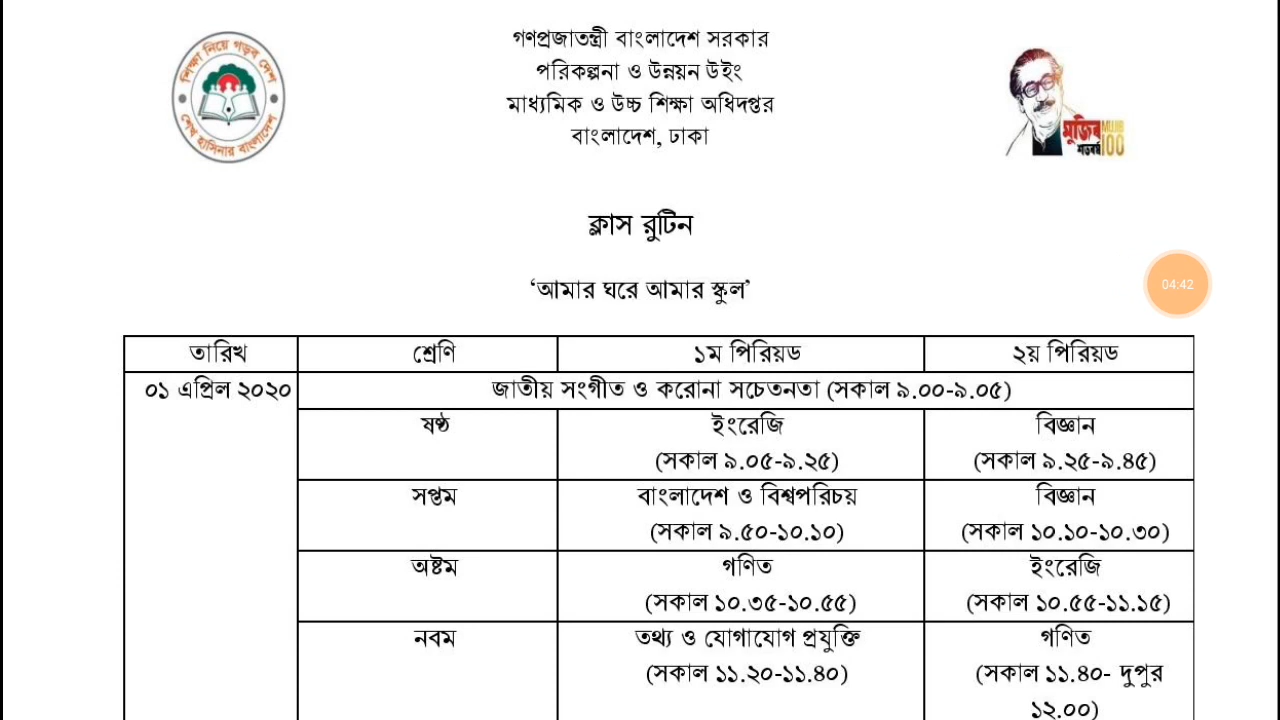 শিক্ষা নিয়ে গড়ব দেশ
শেখ হাসিনার বাংলাদেশ
গণপ্রজাতন্ত্রী বাংলাদেশ সরকার
পরিকল্পনা ও উন্নয়ন উইং
মাধ্যমিক ও উচ্চ শিক্ষা অধিদপ্তর
বাংলাদেশ, ঢাকা
মুজিব MUJIB
শতবর্ষ 100
ক্লাস রুটিন
‘আমার ঘরে আমার স্কুল’
04:42
তারিখ শ্রেণি ১ম পিরিয়ড ২য় পিরিয়ড
০১ এপ্রিল ২০২০ জাতীয় সংগীত ও করোনা সচেতনতা (সকাল ৯.০০-৯.০৫)
ষষ্ঠ ইংরেজি বিজ্ঞান
(সকাল ৯.০৫-৯.২৫) (সকাল ৯.২৫-৯.৪৫)
সপ্তম বাংলাদেশ ও বিশ্বপরিচয় বিজ্ঞান
(সকাল ৯.৫০-১০.১০) (সকাল ১০.১০-১০.৩০)
অষ্টম গণিত ইংরেজি
(সকাল ১০.৩৫-১০.৫৫) (সকাল ১০.৫৫-১১.১৫)
নবম তথ্য ও যোগাযোগ প্রযুক্তি গণিত
(সকাল ১১.২০-১১.৪০) (সকাল ১১.৪০- দুপুর
১২.০০)